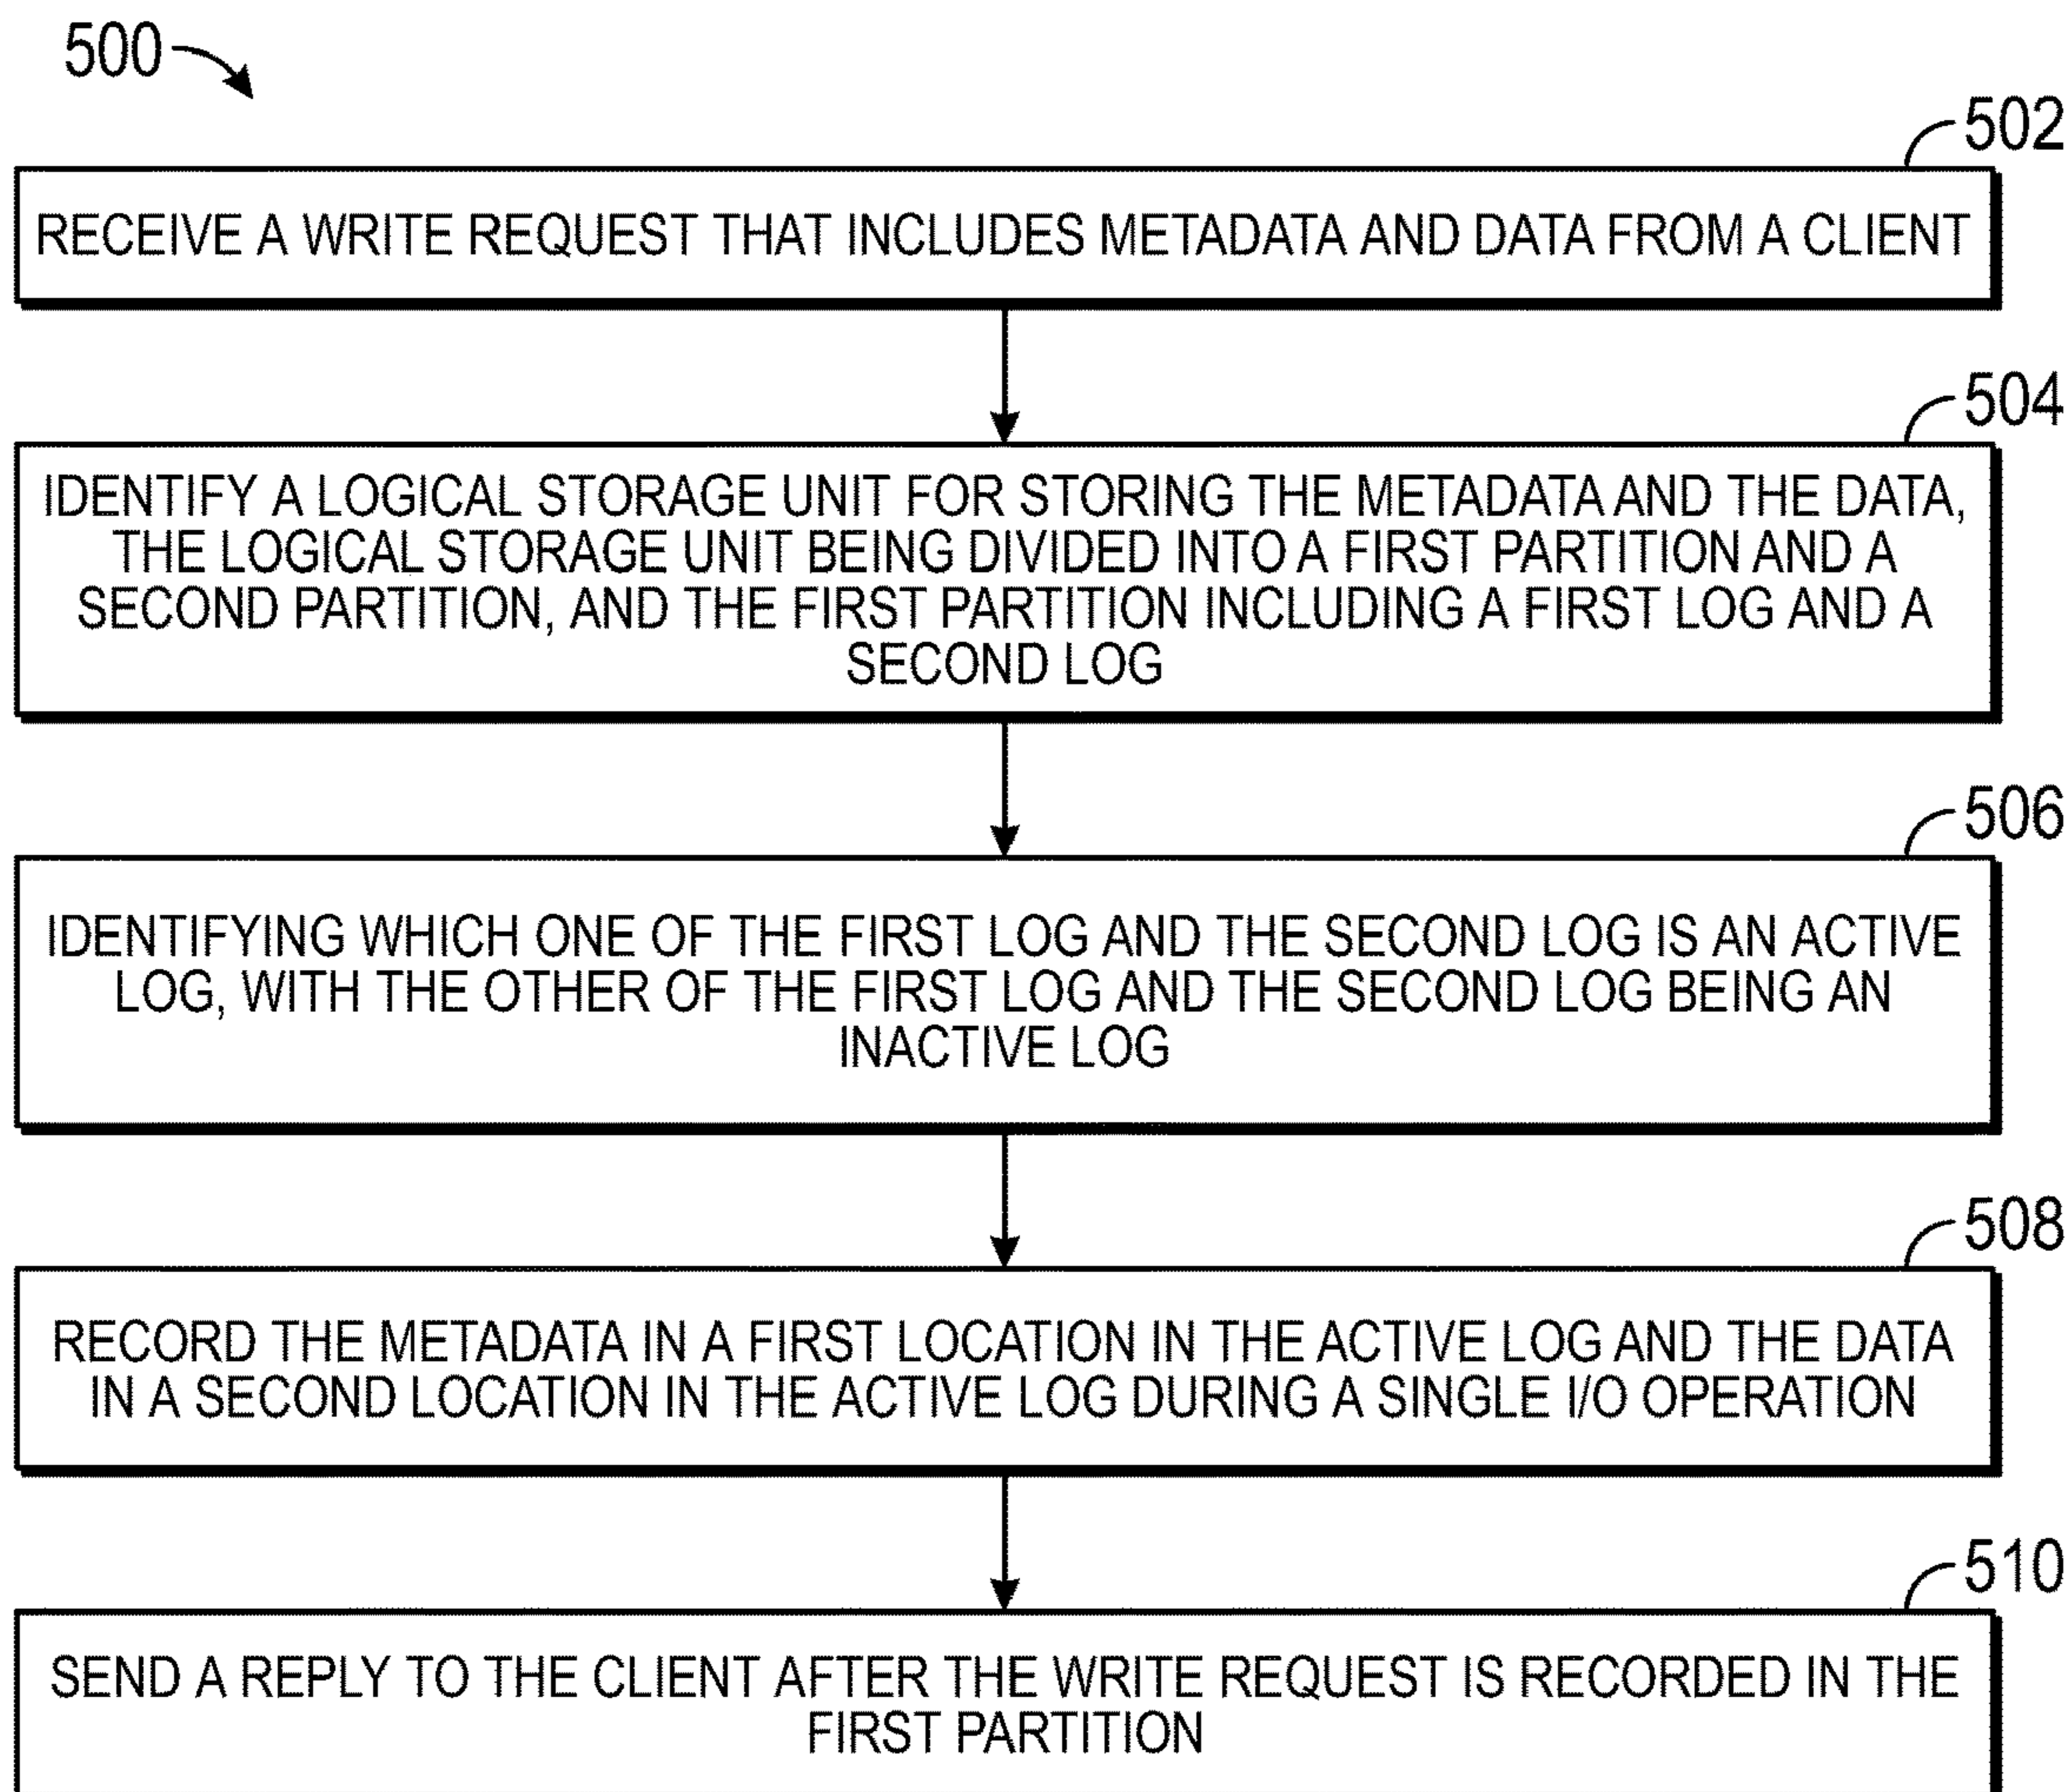 500
502
RECEIVE A WRITE REQUEST THAT INCLUDES METADATA AND DATA FROM A CLIENT
504
IDENTIFY A LOGICAL STORAGE UNIT FOR STORING THE METADATA AND THE DATA,
THE LOGICAL STORAGE UNIT BEING DIVIDED INTO A FIRST PARTITION AND A
SECOND PARTITION, AND THE FIRST PARTITION INCLUDING A FIRST LOG AND A
SECOND LOG
506
IDENTIFYING WHICH ONE OF THE FIRST LOG AND THE SECOND LOG IS AN ACTIVE
LOG, WITH THE OTHER OF THE FIRST LOG AND THE SECOND LOG BEING AN
INACTIVE LOG
508
RECORD THE METADATA IN A FIRST LOCATION IN THE ACTIVE LOG AND THE DATA
IN A SECOND LOCATION IN THE ACTIVE LOG DURING A SINGLE I/O OPERATION
510
SEND A REPLY TO THE CLIENT AFTER THE WRITE REQUEST IS RECORDED IN THE
FIRST PARTITION